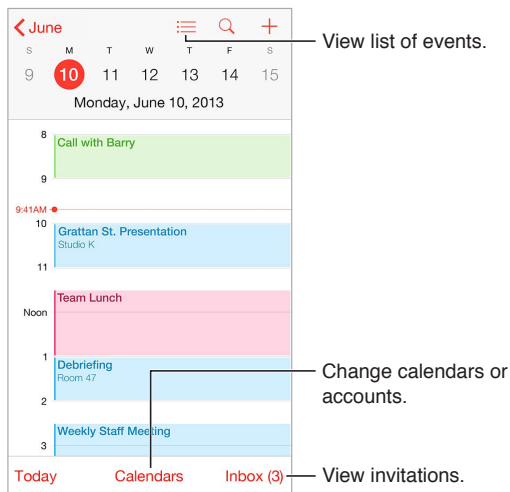 June
View list of events.
S M T W T F S
9 10 11 12 13 14 15
Monday, June 10, 2013
8
Call with Barry
9
9:41AM
10
Grattan St. Presentation
Studio K
11
Team Lunch
Noon
1
Debriefing
Room 47
Change calendars or
accounts.
2
Weekly Staff Meeting
3
Today Calendars Inbox (3)
View invitations.